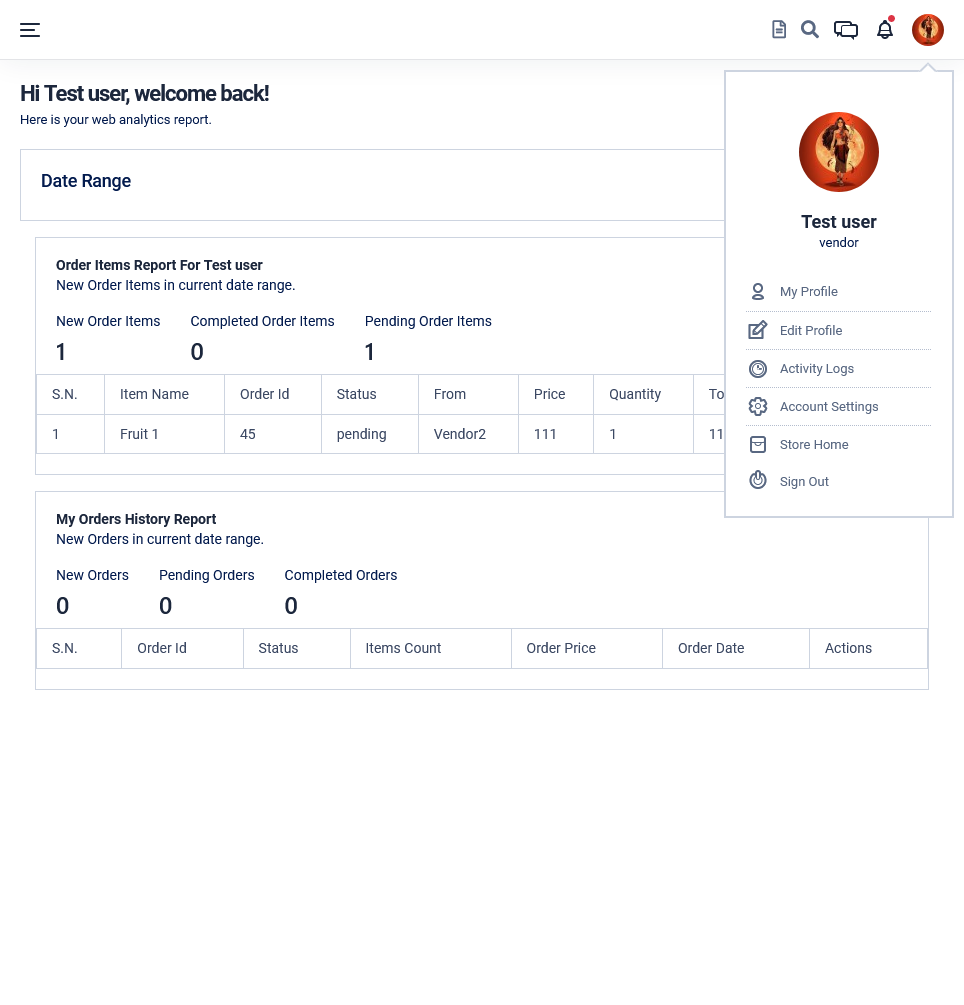 Hi Test user, welcome back!
Here is your web analytics report.
Date Range
Order Items Report For Test user
New Order Items in current date range.
New Order Items Completed Order Items Pending Order Items
1 0 1
S.N. Item Name Order Id Status From Price Quantity To
1 Fruit 1 45 pending Vendor2 111 1 11
My Orders History Report
New Orders in current date range.
New Orders Pending Orders Completed Orders
0 0 0
S.N. Order Id Status Items Count Order Price Order Date Actions
Test user
vendor
My Profile
Edit Profile
Activity Logs
Account Settings
Store Home
Sign Out